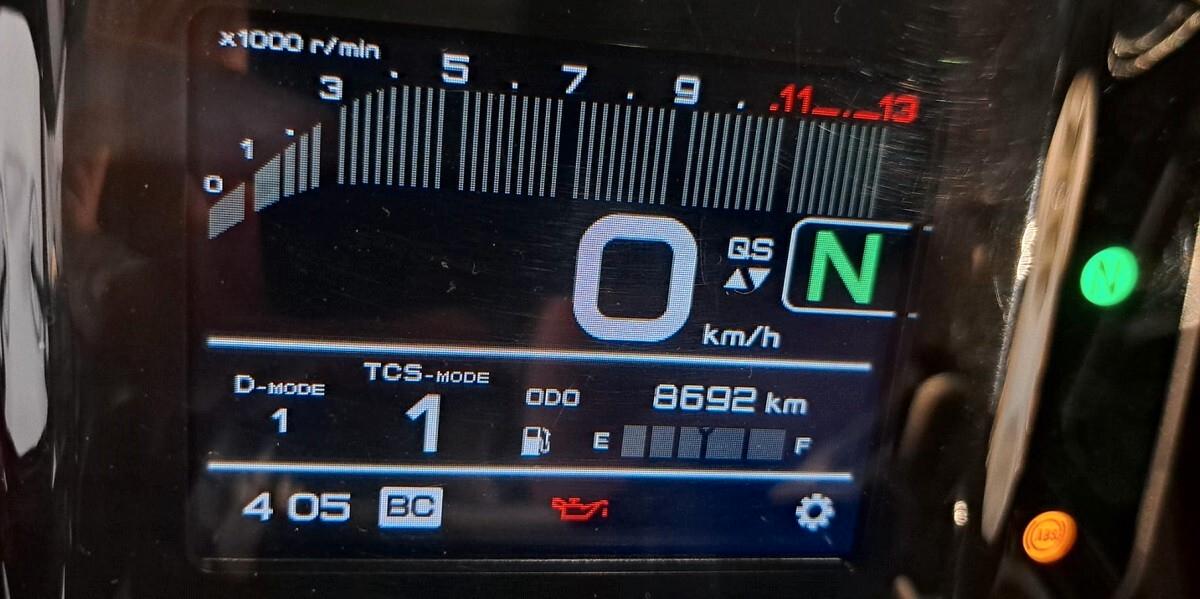 x1000 r/min
0 1 3 5 7 9 11 13
0 km/h
QS
N
N
D-MODE
1
TCS-MODE
1
ODO 8692 km
E F
4 05 BC
ABS